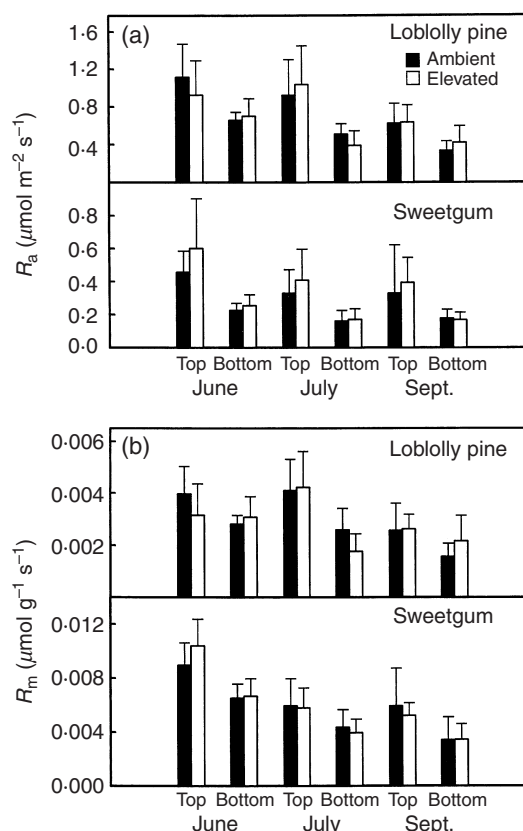 (a)
Loblolly pine
Ambient
Elevated
1·6
1·2
0·8
0·4
Sweetgum
0·8
0·6
0·4
0·2
0·0
Rₐ (μmol m⁻² s⁻¹)
Top Bottom Top Bottom Top Bottom
June July Sept.
(b)
Loblolly pine
0·006
0·004
0·002
Sweetgum
0·012
0·008
0·004
0·000
Rₘ (μmol g⁻¹ s⁻¹)
Top Bottom Top Bottom Top Bottom
June July Sept.